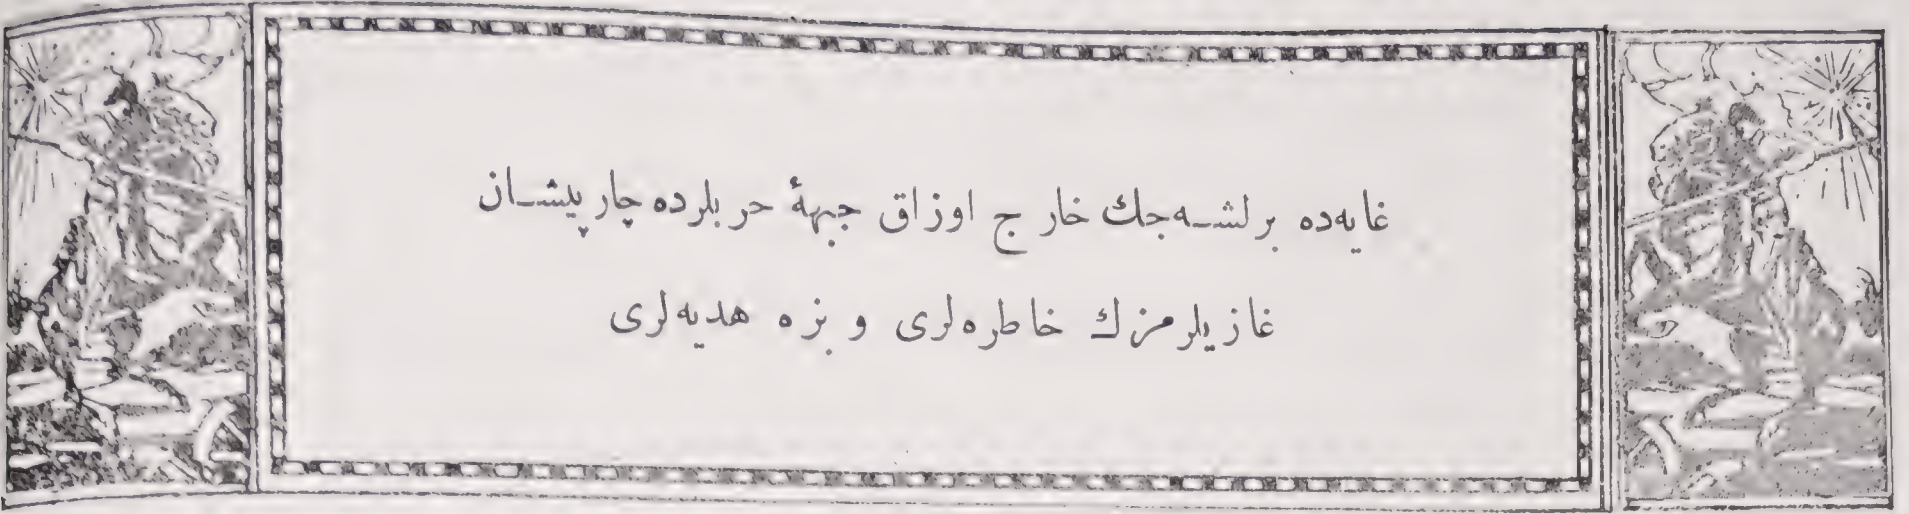 غایه‌ده برلشه‌جك خارج اوزاق جبهۀ حربلرده چارپیشان
غازیلرمزك خاطره‌لری و بزه هدیه‌لری